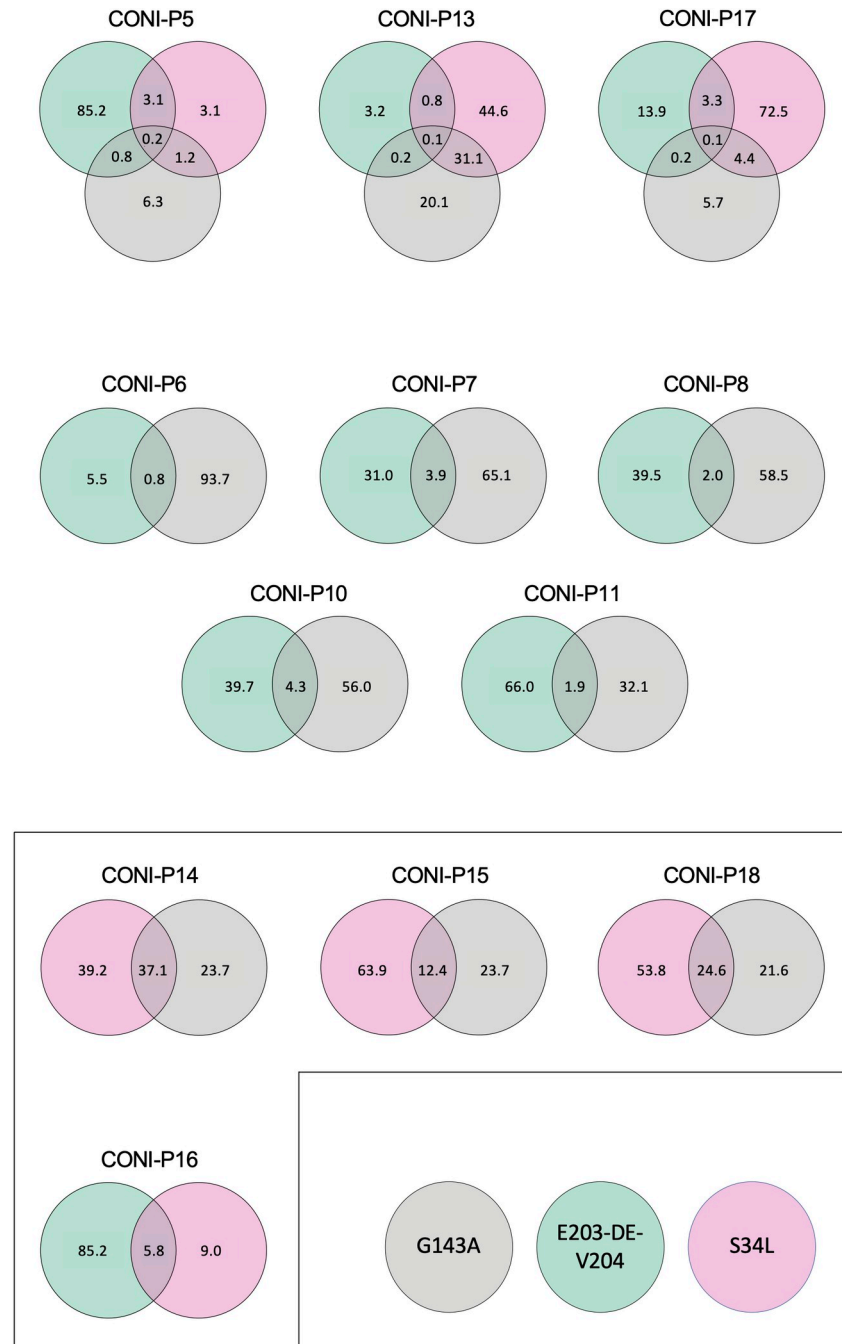 CONI-P5 CONI-P13 CONI-P17
85.2 3.1 3.1 3.2 0.8 44.6 13.9 3.3 72.5
0.2 0.1 0.1
0.8 1.2 0.2 31.1 0.2 4.4
6.3 20.1 5.7
CONI-P6 CONI-P7 CONI-P8
5.5 0.8 93.7 31.0 3.9 65.1 39.5 2.0 58.5
CONI-P10 CONI-P11
39.7 4.3 56.0 66.0 1.9 32.1
CONI-P14 CONI-P15 CONI-P18
39.2 37.1 23.7 63.9 12.4 23.7 53.8 24.6 21.6
CONI-P16
85.2 5.8 9.0
G143A
E203-DE-
V204
S34L